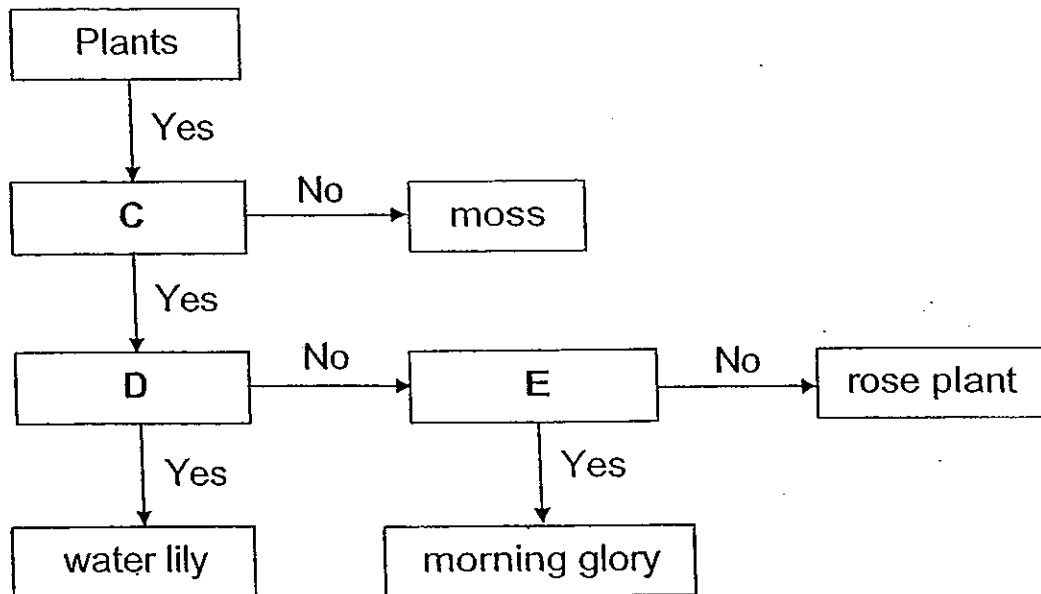 Plants
Yes
C
No
moss
Yes
D
No
E
No
rose plant
Yes
Yes
water lily
morning glory